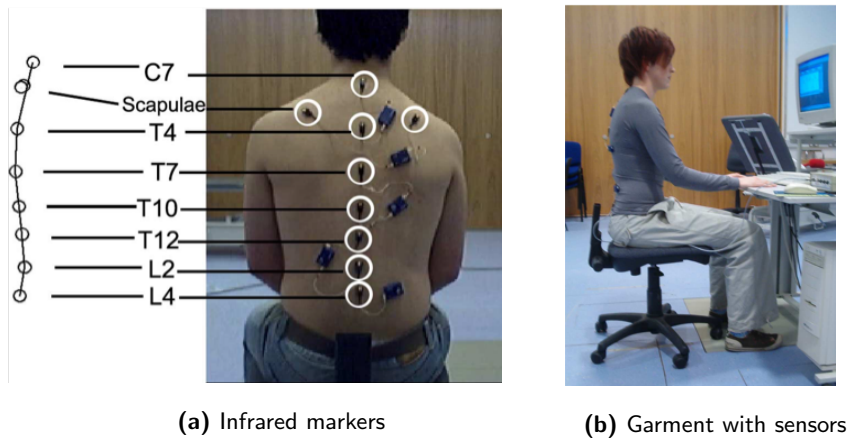 C7
Scapulae
T4
T7
T10
T12
L2
L4
(a) Infrared markers
(b) Garment with sensors